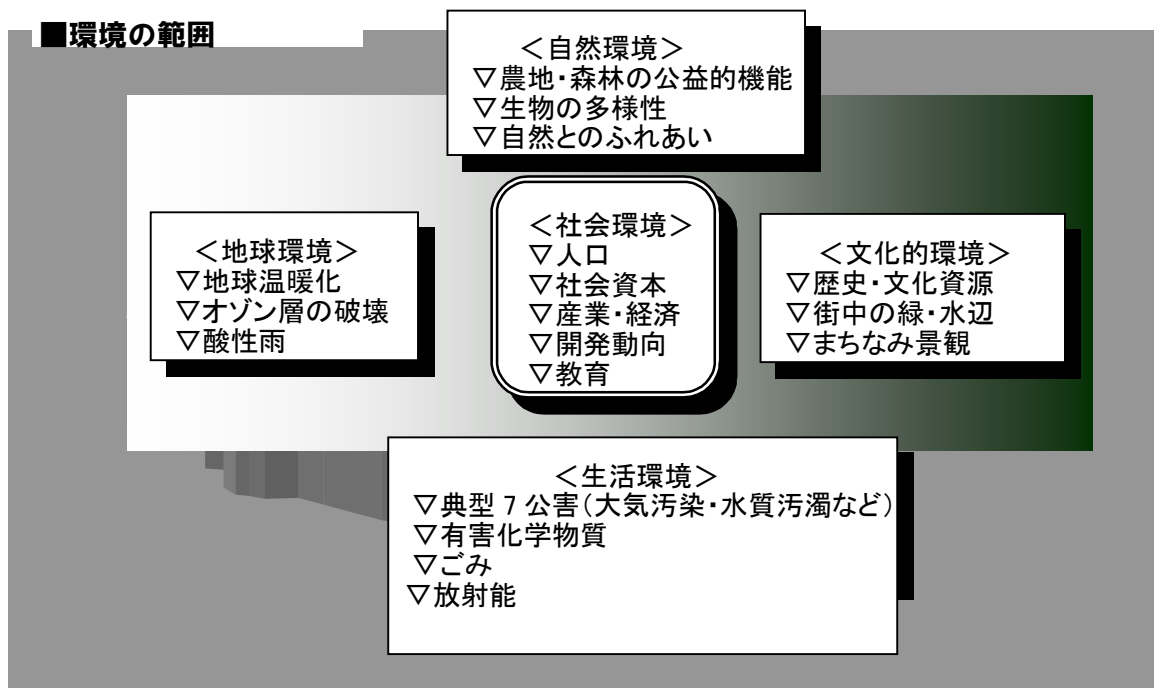 ■環境の範囲
＜自然環境＞
▽農地・森林の公益的機能
▽生物の多様性
▽自然とのふれあい
＜地球環境＞
▽地球温暖化
▽オゾン層の破壊
▽酸性雨
＜社会環境＞
▽人口
▽社会資本
▽産業・経済
▽開発動向
▽教育
＜文化的環境＞
▽歴史・文化資源
▽街中の緑・水辺
▽まちなみ景観
＜生活環境＞
▽典型７公害（大気汚染・水質汚濁など）
▽有害化学物質
▽ごみ
▽放射能